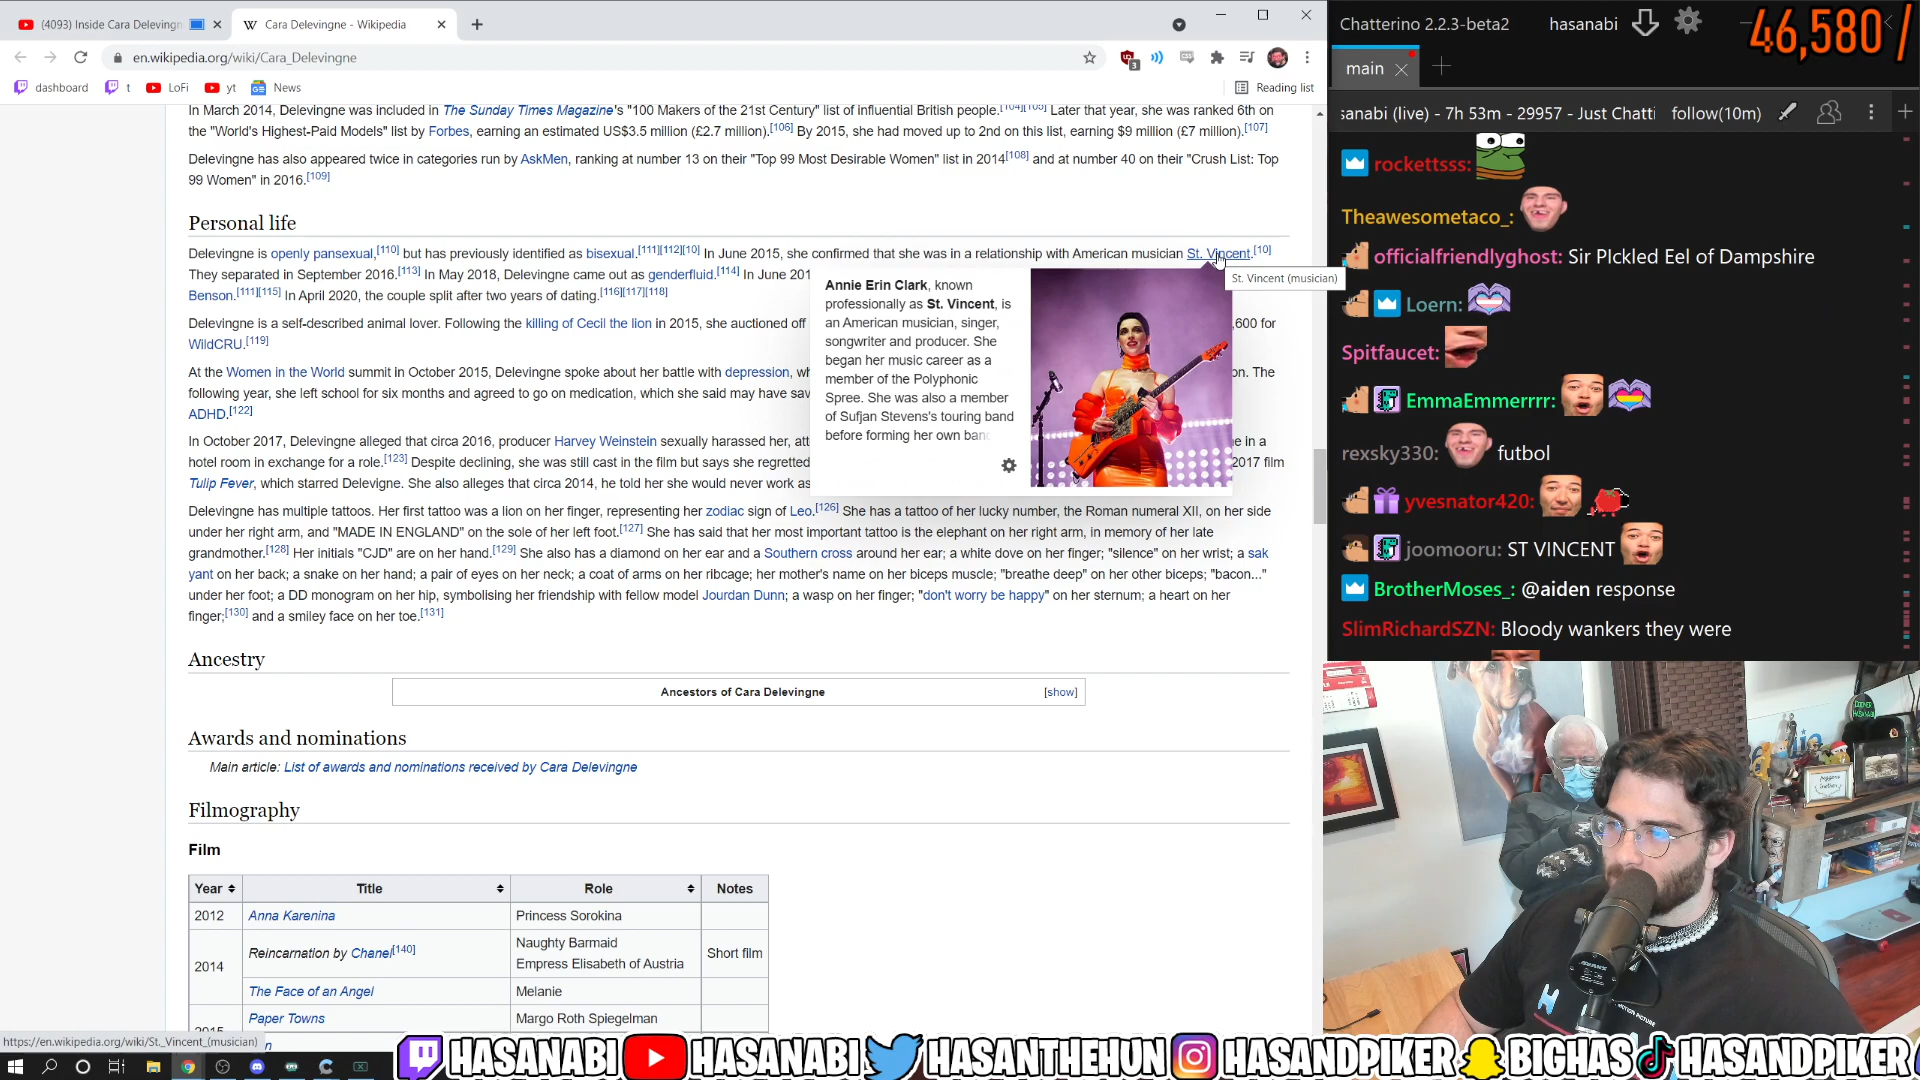 (4093) Inside Cara Delevingn
Cara Delevingne - Wikipedia
en.wikipedia.org/wiki/Cara_Delevingne
3
dashboard
t
LoFi
yt
News
Reading list
In March 2014, Delevingne was included in The Sunday Times Magazine's "100 Makers of the 21st Century" list of influential British people.[104][105] Later that year, she was ranked 6th on
the "World's Highest-Paid Models" list by Forbes, earning an estimated US$3.5 million (£2.7 million).[106] By 2015, she had moved up to 2nd on this list, earning $9 million (£7 million).[107]
Delevingne has also appeared twice in categories run by AskMen, ranking at number 13 on their "Top 99 Most Desirable Women" list in 2014[108] and at number 40 on their "Crush List: Top
99 Women" in 2016.[109]
Personal life
Delevingne is openly pansexual,[110] but has previously identified as bisexual.[111][112][10] In June 2015, she confirmed that she was in a relationship with American musician St. Vincent.[10]
They separated in September 2016.[113] In May 2018, Delevingne came out as genderfluid.[114] In June 201
Benson.[111][115] In April 2020, the couple split after two years of dating.[116][117][118]
St. Vincent (musician)
Annie Erin Clark, known
professionally as St. Vincent, is
an American musician, singer,
songwriter and producer. She
began her music career as a
member of the Polyphonic
Spree. She was also a member
of Sufjan Stevens's touring band
before forming her own band
Delevingne is a self-described animal lover. Following the killing of Cecil the lion in 2015, she auctioned off ,600 for
WildCRU.[119]
At the Women in the World summit in October 2015, Delevingne spoke about her battle with depression, wh on. The
following year, she left school for six months and agreed to go on medication, which she said may have sav
ADHD.[122]
In October 2017, Delevingne alleged that circa 2016, producer Harvey Weinstein sexually harassed her, att e in a
hotel room in exchange for a role.[123] Despite declining, she was still cast in the film but says she regretted 2017 film
Tulip Fever, which starred Delevigne. She also alleges that circa 2014, he told her she would never work as
Delevingne has multiple tattoos. Her first tattoo was a lion on her finger, representing her zodiac sign of Leo.[126] She has a tattoo of her lucky number, the Roman numeral XII, on her side
under her right arm, and "MADE IN ENGLAND" on the sole of her left foot.[127] She has said that her most important tattoo is the elephant on her right arm, in memory of her late
grandmother.[128] Her initials "CJD" are on her hand.[129] She also has a diamond on her ear and a Southern cross around her ear; a white dove on her finger; "silence" on her wrist; a sak
yant on her back; a snake on her hand; a pair of eyes on her neck; a coat of arms on her ribcage; her mother's name on her biceps muscle; "breathe deep" on her other biceps; "bacon..."
under her foot; a DD monogram on her hip, symbolising her friendship with fellow model Jourdan Dunn; a wasp on her finger; "don't worry be happy" on her sternum; a heart on her
finger;[130] and a smiley face on her toe.[131]
Ancestry
Ancestors of Cara Delevingne [show]
Awards and nominations
Main article: List of awards and nominations received by Cara Delevingne
Filmography
Film
Year Title Role Notes
2012 Anna Karenina Princess Sorokina
2014 Reincarnation by Chanel[140] Naughty Barmaid
Empress Elisabeth of Austria Short film
The Face of an Angel Melanie
2015 Paper Towns Margo Roth Spiegelman
https://en.wikipedia.org/wiki/St._Vincent_(musician)
Chatterino 2.2.3-beta2
hasanabi
46,580 /
main
sanabi (live) - 7h 53m - 29957 - Just Chatti
follow(10m)
rockettsss:
Theawesometaco_:
officialfriendlyghost: Sir PIckled Eel of Dampshire
Loern:
Spitfaucet:
EmmaEmmerrrr:
rexsky330: futbol
yvesnator420:
joomooru: ST VINCENT
BrotherMoses_: @aiden response
SlimRichardSZN: Bloody wankers they were
HASANABI HASANABI HASANTHEHUN HASANDPIKER BIGHAS HASANDPIKER